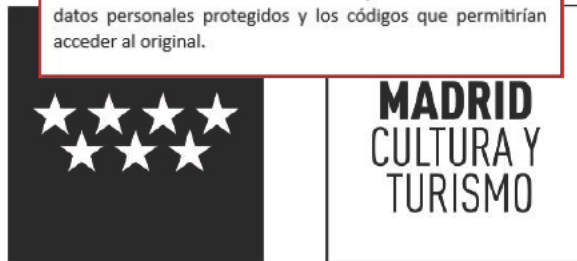 datos personales protegidos y los códigos que permitirían
acceder al original.
MADRID
CULTURA Y
TURISMO